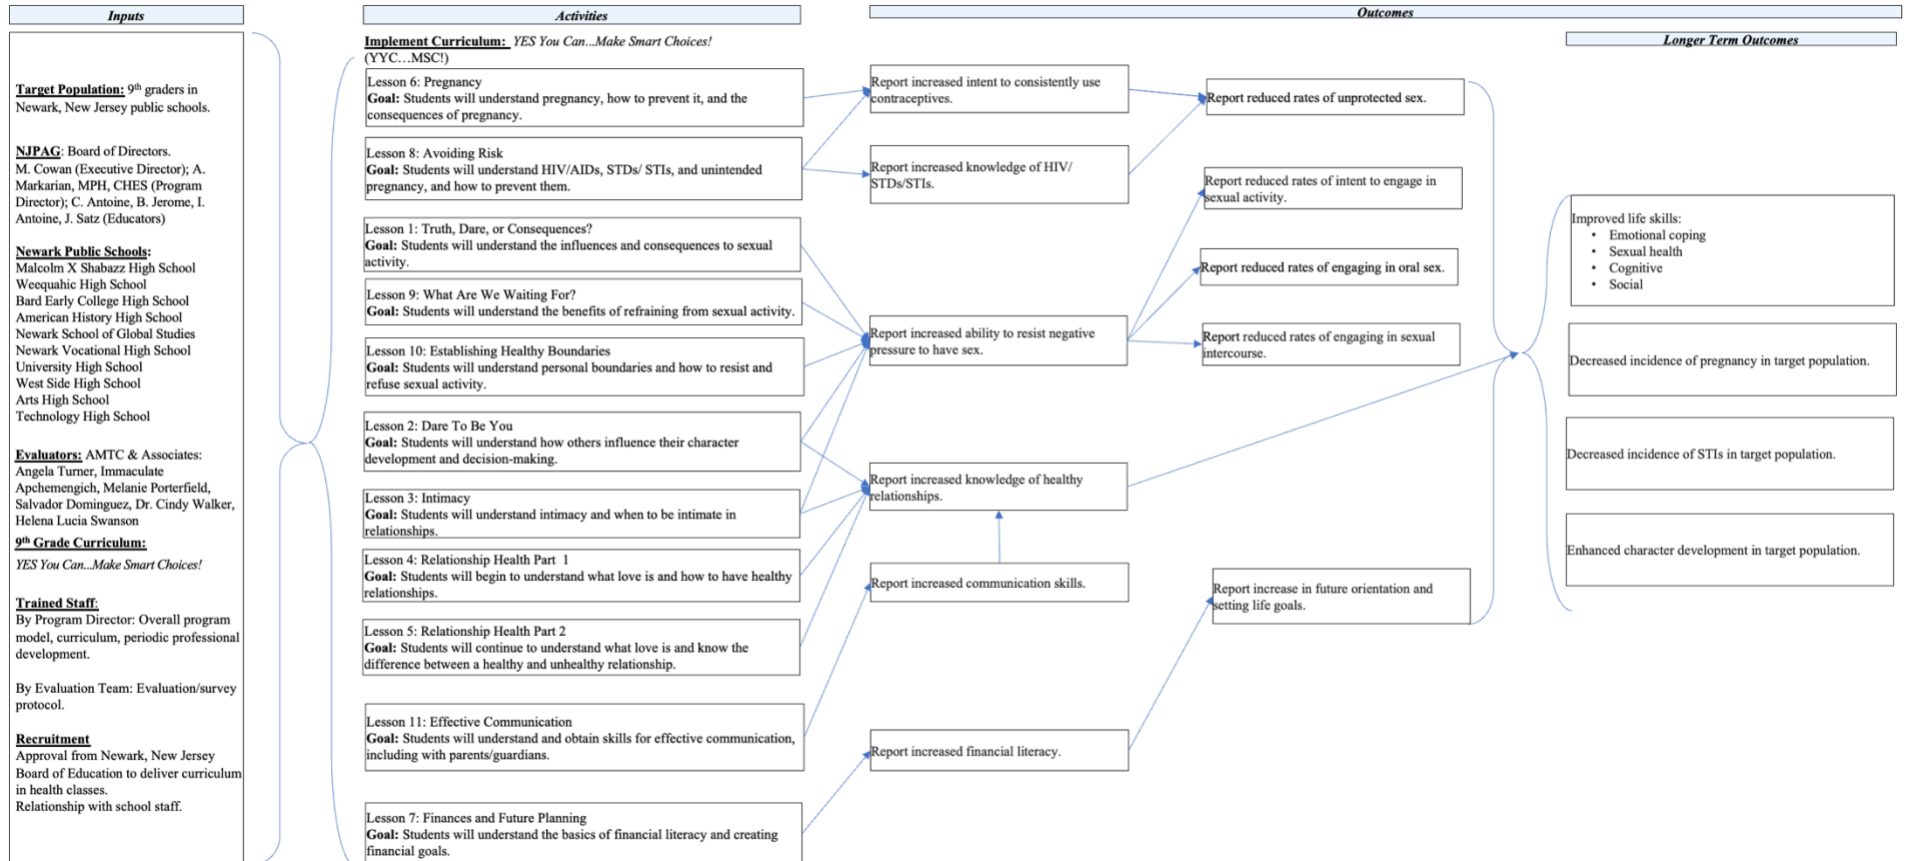 Inputs
Target Population: 9th graders in
Newark, New Jersey public schools.
NJPAG: Board of Directors.
M. Cowan (Executive Director); A.
Markarian, MPH, CHES (Program
Director); C. Antoine, B. Jerome, I.
Antoine, J. Satz (Educators)
Newark Public Schools:
Malcolm X Shabazz High School
Weequahic High School
Bard Early College High School
American History High School
Newark School of Global Studies
Newark Vocational High School
University High School
West Side High School
Arts High School
Technology High School
Evaluators: AMTC & Associates:
Angela Turner, Immaculate
Apchemengich, Melanie Porterfield,
Salvador Dominguez, Dr. Cindy Walker,
Helena Lucia Swanson
9th Grade Curriculum:
YES You Can...Make Smart Choices!
Trained Staff:
By Program Director: Overall program
model, curriculum, periodic professional
development.
By Evaluation Team: Evaluation/survey
protocol.
Recruitment
Approval from Newark, New Jersey
Board of Education to deliver curriculum
in health classes.
Relationship with school staff.
Activities
Implement Curriculum: YES You Can...Make Smart Choices!
(YYC…MSC!)
Lesson 6: Pregnancy
Goal: Students will understand pregnancy, how to prevent it, and the
consequences of pregnancy.
Lesson 8: Avoiding Risk
Goal: Students will understand HIV/AIDs, STDs/ STIs, and unintended
pregnancy, and how to prevent them.
Lesson 1: Truth, Dare, or Consequences?
Goal: Students will understand the influences and consequences to sexual
activity.
Lesson 9: What Are We Waiting For?
Goal: Students will understand the benefits of refraining from sexual activity.
Lesson 10: Establishing Healthy Boundaries
Goal: Students will understand personal boundaries and how to resist and
refuse sexual activity.
Lesson 2: Dare To Be You
Goal: Students will understand how others influence their character
development and decision-making.
Lesson 3: Intimacy
Goal: Students will understand intimacy and when to be intimate in
relationships.
Lesson 4: Relationship Health Part 1
Goal: Students will begin to understand what love is and how to have healthy
relationships.
Lesson 5: Relationship Health Part 2
Goal: Students will continue to understand what love is and know the
difference between a healthy and unhealthy relationship.
Lesson 11: Effective Communication
Goal: Students will understand and obtain skills for effective communication,
including with parents/guardians.
Lesson 7: Finances and Future Planning
Goal: Students will understand the basics of financial literacy and creating
financial goals.
Outcomes
Report increased intent to consistently use
contraceptives.
Report increased knowledge of HIV/
STDs/STIs.
Report increased ability to resist negative
pressure to have sex.
Report increased knowledge of healthy
relationships.
Report increased communication skills.
Report increased financial literacy.
Report reduced rates of unprotected sex.
Report reduced rates of intent to engage in
sexual activity.
Report reduced rates of engaging in oral sex.
Report reduced rates of engaging in sexual
intercourse.
Report increase in future orientation and
setting life goals.
Longer Term Outcomes
Improved life skills:
• Emotional coping
• Sexual health
• Cognitive
• Social
Decreased incidence of pregnancy in target population.
Decreased incidence of STIs in target population.
Enhanced character development in target population.